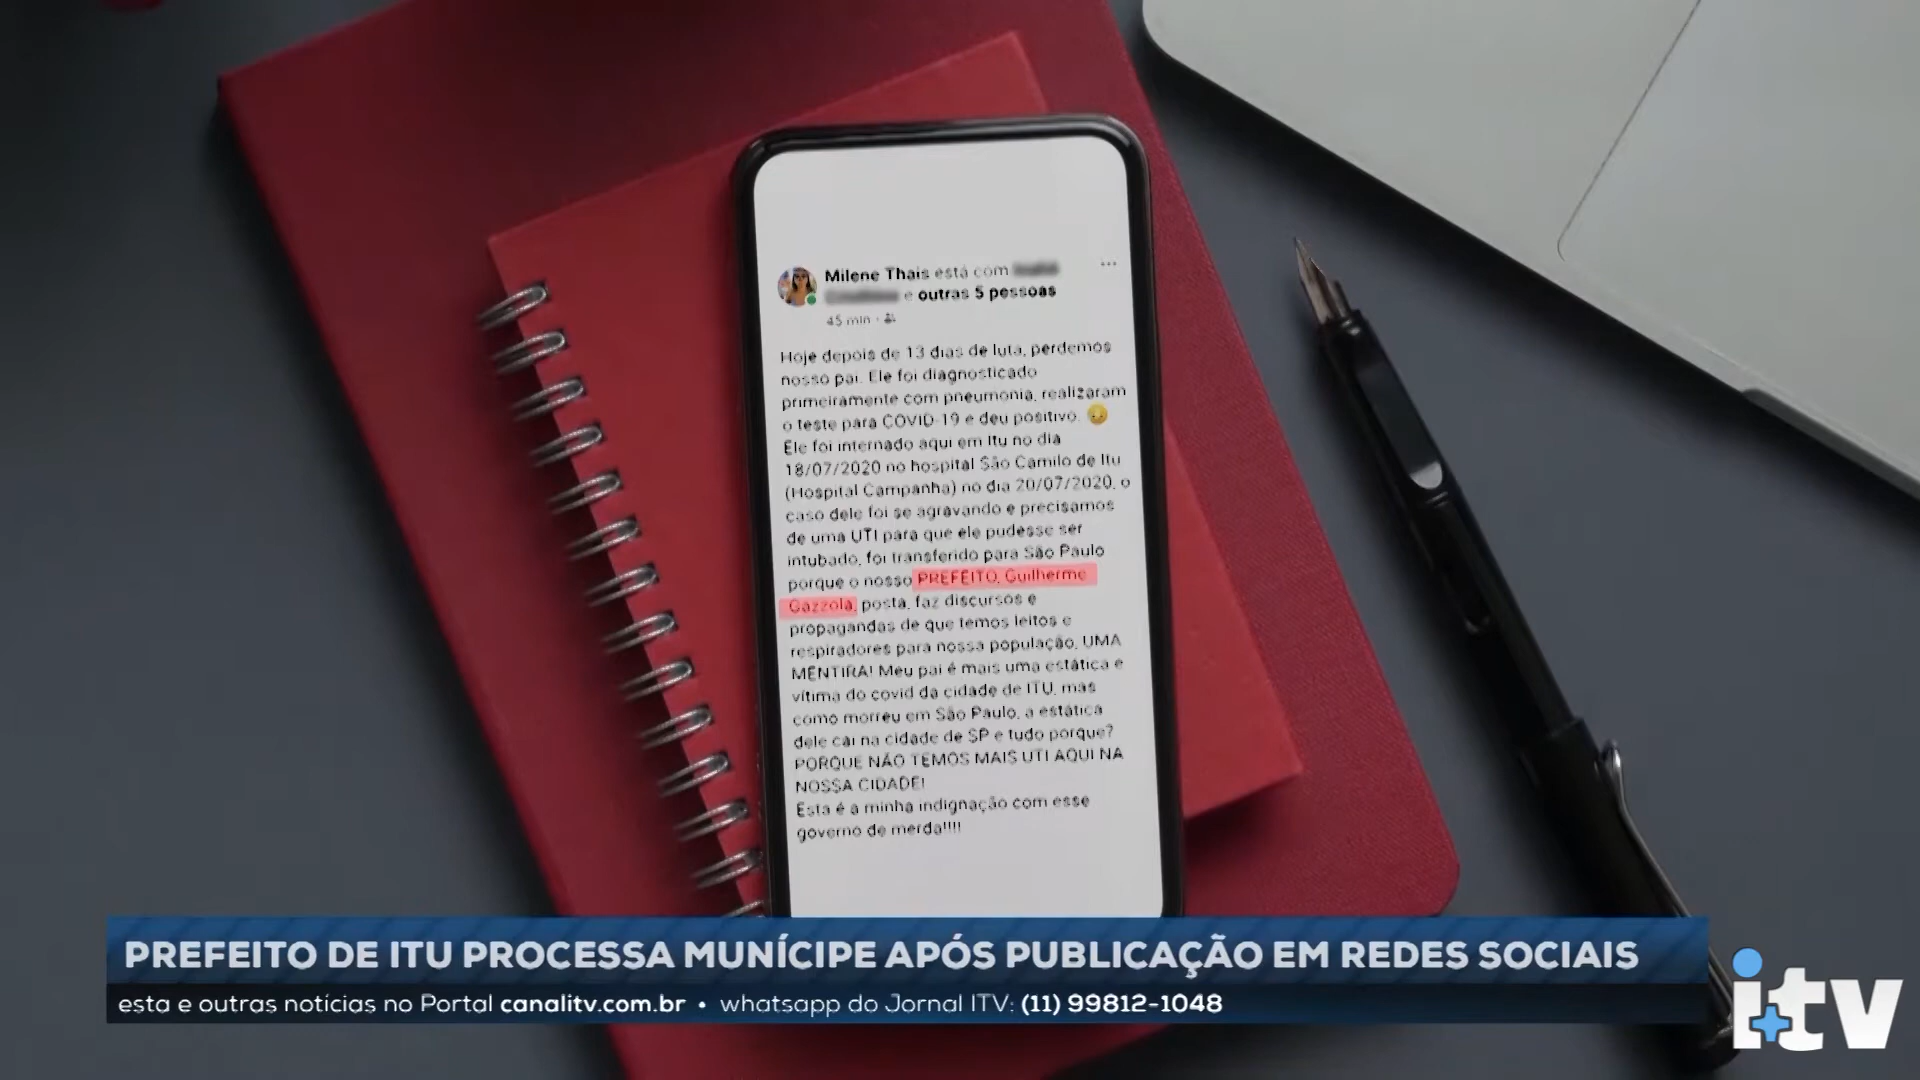 Milene Thais está com
e outras 5 pessoas
45 min ·
Hoje depois de 13 dias de luta, perdemos
nosso pai. Ele foi diagnosticado
primeiramente com pneumonia, realizaram
o teste para COVID-19 e deu positivo.
Ele foi internado aqui em Itu no dia
18/07/2020 no hospital São Camilo de Itu
(Hospital Campanha) no dia 20/07/2020, o
caso dele foi se agravando e precisamos
de uma UTI para que ele pudesse ser
intubado, foi transferido para São Paulo
porque o nosso PREFEITO, Guilherme
Gazzola, posta, faz discursos e
propagandas de que temos leitos e
respiradores para nossa população, UMA
MENTIRA! Meu pai é mais uma estática e
vítima do covid da cidade de ITU, mas
como morreu em São Paulo, a estática
dele cai na cidade de SP e tudo porque?
PORQUE NÃO TEMOS MAIS UTI AQUI NA
NOSSA CIDADE!
Esta é a minha indignação com esse
governo de merda!!!!
PREFEITO DE ITU PROCESSA MUNÍCIPE APÓS PUBLICAÇÃO EM REDES SOCIAIS
esta e outras notícias no Portal canalitv.com.br • whatsapp do Jornal ITV: (11) 99812-1048
itv